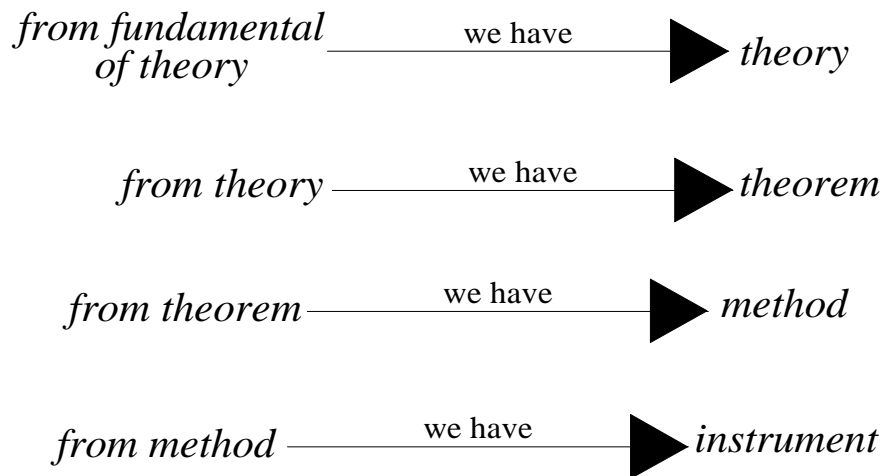 from fundamental
of theory
we have
theory
from theory
we have
theorem
from theorem
we have
method
from method
we have
instrument